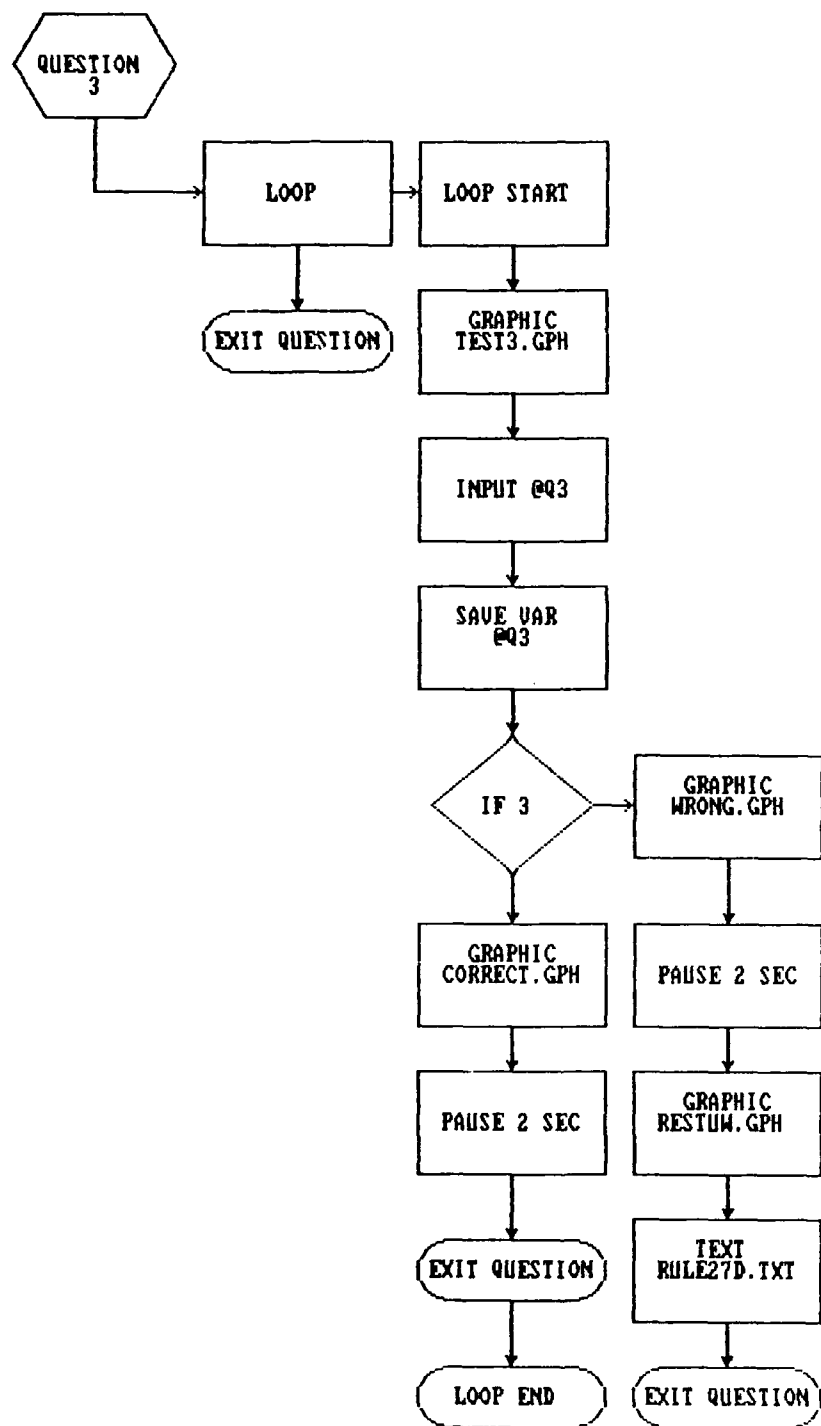 QUESTION
3
LOOP
LOOP START
EXIT QUESTION
GRAPHIC
TEST3.GPH
INPUT @Q3
SAVE VAR
@Q3
IF 3
GRAPHIC
WRONG.GPH
GRAPHIC
CORRECT.GPH
PAUSE 2 SEC
PAUSE 2 SEC
GRAPHIC
RESTUW.GPH
EXIT QUESTION
TEXT
RULE27D.TXT
LOOP END
EXIT QUESTION